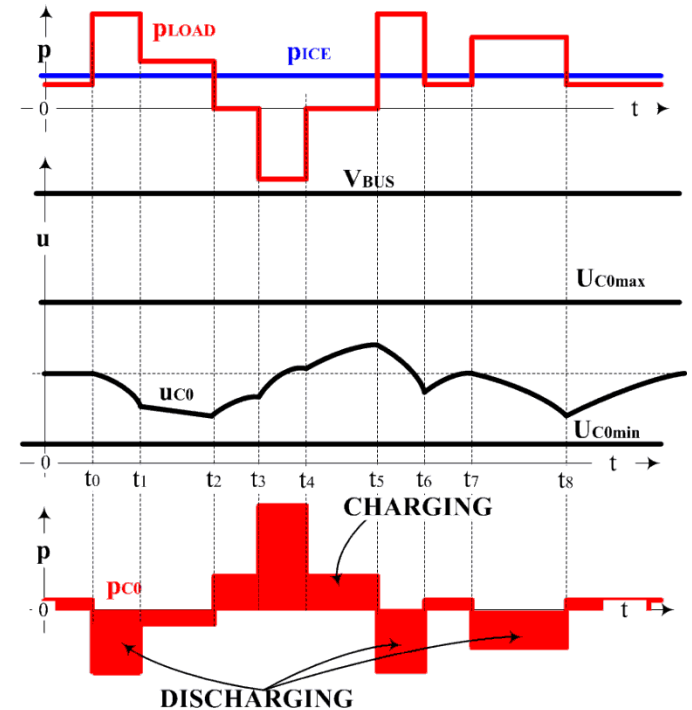 pLOAD
p
pICE
0
t
VBUS
u
UC0max
uC0
UC0min
0
t0 t1 t2 t3 t4 t5 t6 t7 t8
t
CHARGING
p
pC0
0
t
DISCHARGING